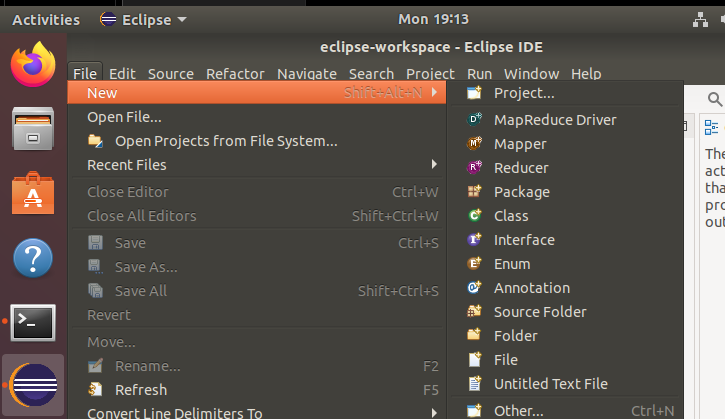 Activities Eclipse Mon 19:13
eclipse-workspace - Eclipse IDE
File Edit Source Refactor Navigate Search Project Run Window Help
New Shift+Alt+N
Open File...
Open Projects from File System...
Recent Files
Close Editor Ctrl+W
Close All Editors Shift+Ctrl+W
Save Ctrl+S
Save As...
Save All Shift+Ctrl+S
Revert
Move...
Rename... F2
Refresh F5
Convert Line Delimiters To
Project...
MapReduce Driver
Mapper
Reducer
Package
Class
Interface
Enum
Annotation
Source Folder
Folder
File
Untitled Text File
Other... Ctrl+N
The
act
tha
pro
out